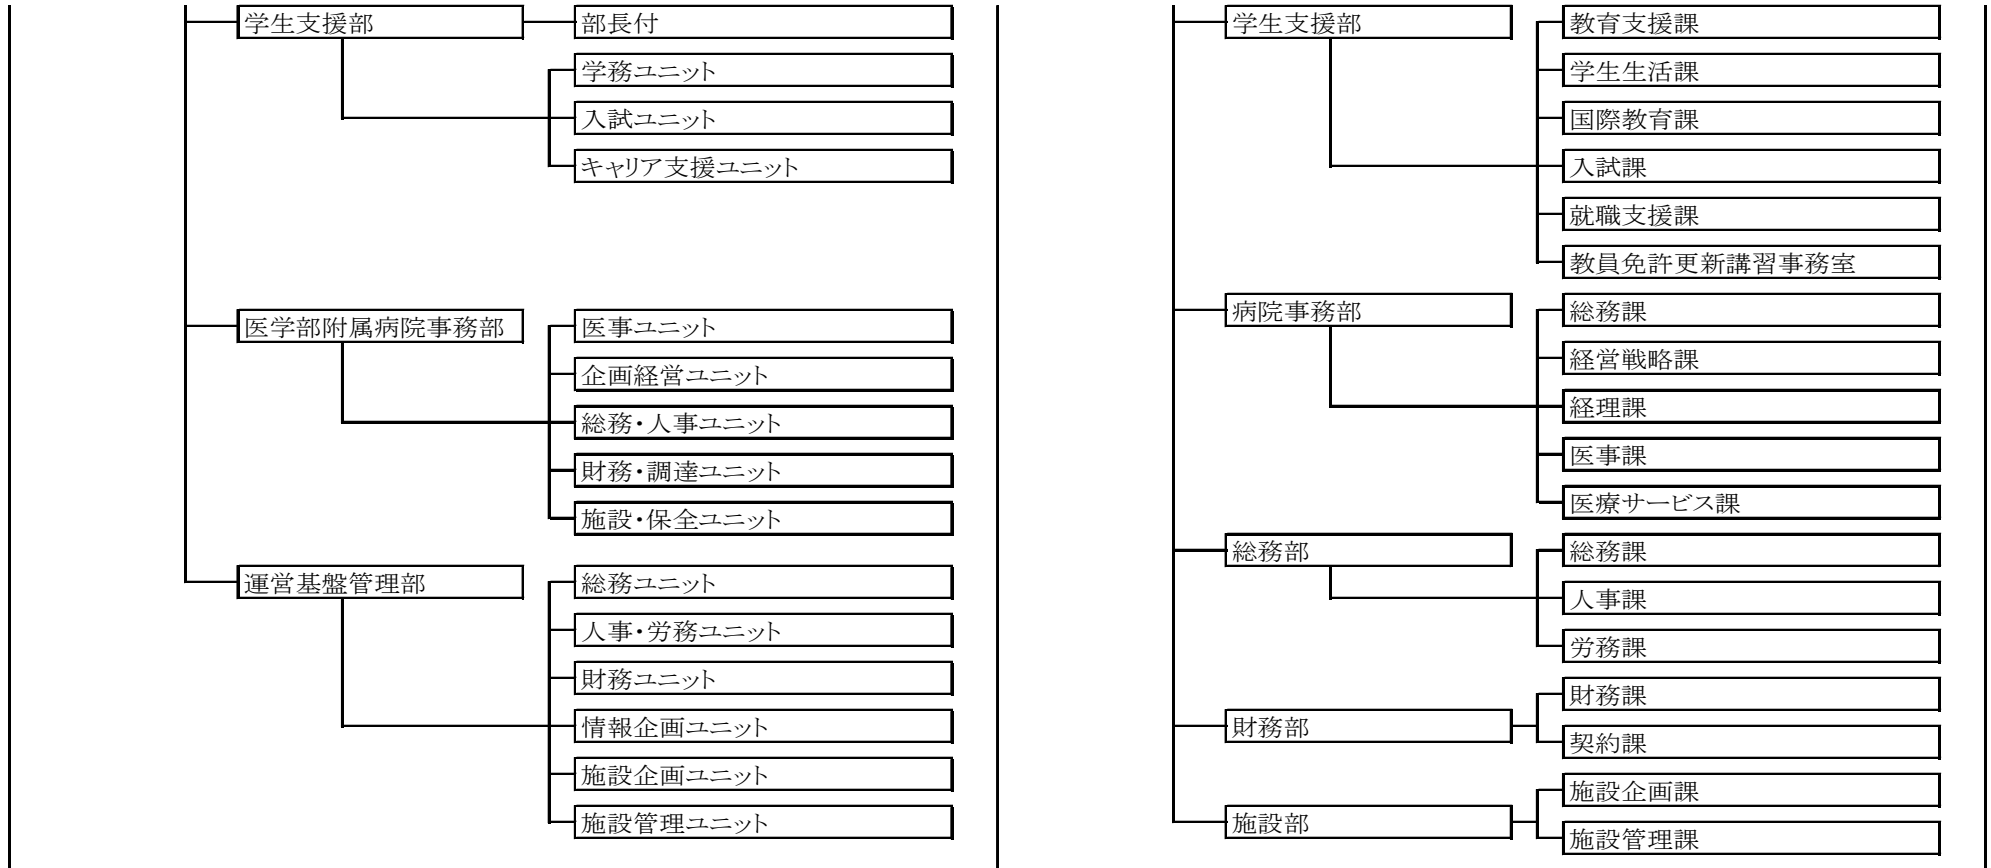 学生支援部
部長付
学務ユニット
入試ユニット
キャリア支援ユニット
医学部附属病院事務部
医事ユニット
企画経営ユニット
総務・人事ユニット
財務・調達ユニット
施設・保全ユニット
運営基盤管理部
総務ユニット
人事・労務ユニット
財務ユニット
情報企画ユニット
施設企画ユニット
施設管理ユニット
学生支援部
教育支援課
学生生活課
国際教育課
入試課
就職支援課
教員免許更新講習事務室
病院事務部
総務課
経営戦略課
経理課
医事課
医療サービス課
総務部
総務課
人事課
労務課
財務部
財務課
契約課
施設部
施設企画課
施設管理課